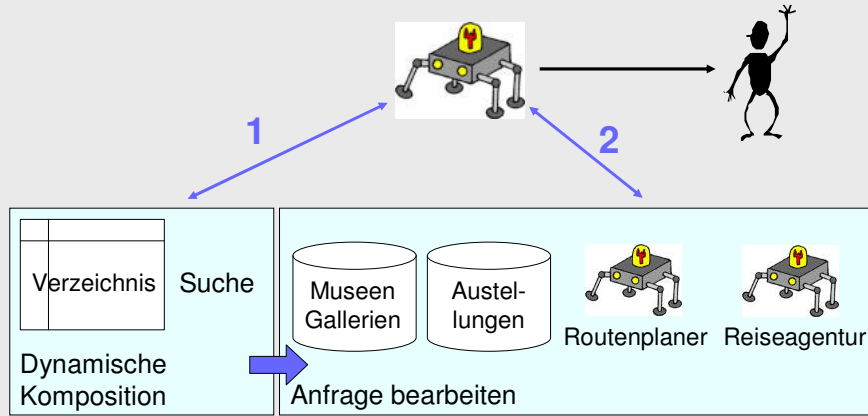 1
2
Verzeichnis
Suche
Dynamische
Komposition
Museen
Gallerien
Austel-
lungen
Routenplaner
Reiseagentur
Anfrage bearbeiten